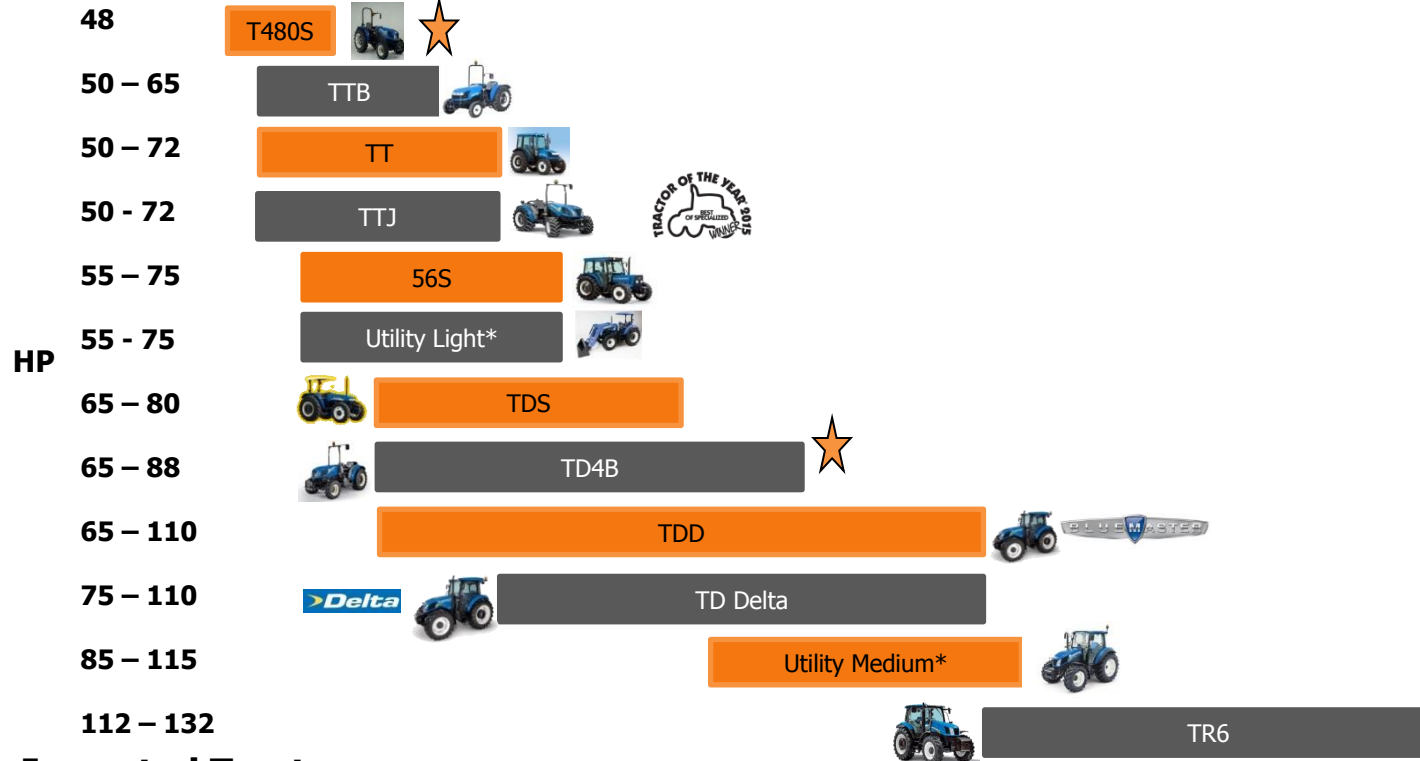 48 T480S
50 – 65 TTB
50 – 72 TT
50 - 72 TTJ
TRACTOR OF THE YEAR 2015
BEST
OF SPECIALIZED
WINNER
55 – 75 56S
55 - 75 Utility Light*
HP
65 – 80 TDS
65 – 88 TD4B
65 – 110 TDD
BLUEMASTER
75 – 110 >Delta TD Delta
85 – 115 Utility Medium*
112 – 132 TR6